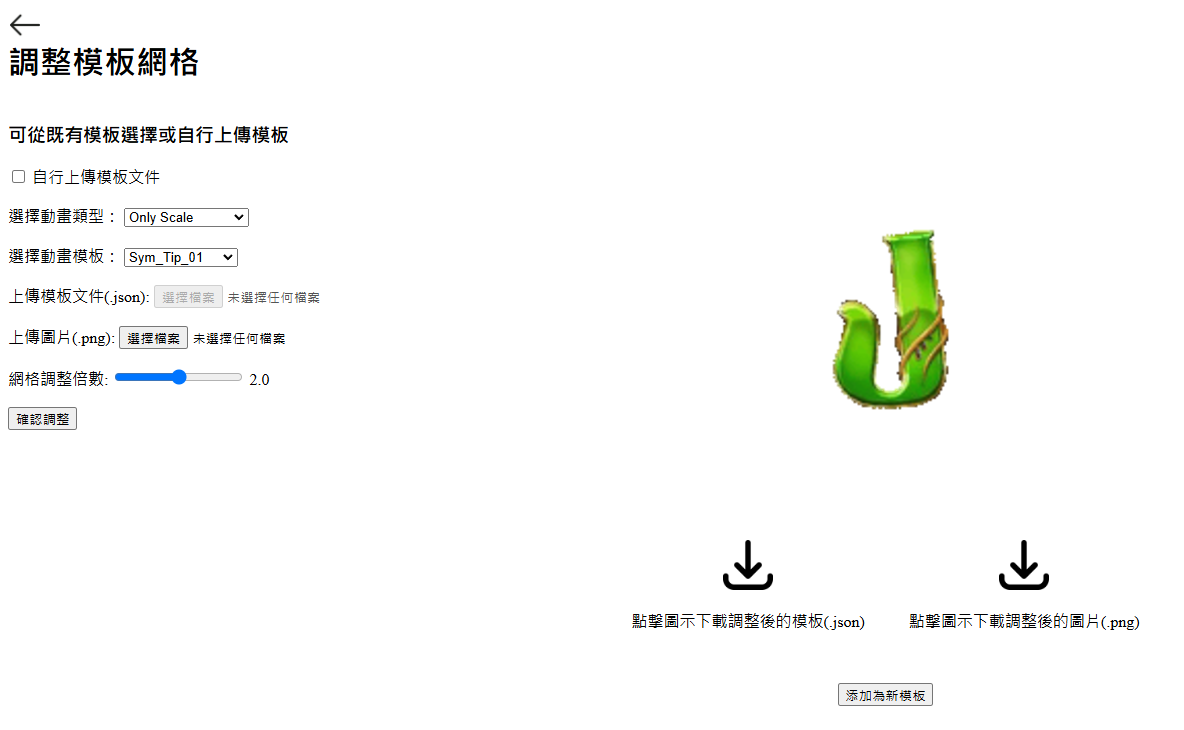 調整模板網格
可從既有模板選擇或自行上傳模板
自行上傳模板文件
選擇動畫類型： Only Scale
選擇動畫模板： Sym_Tip_01
上傳模板文件(.json): 選擇檔案 未選擇任何檔案
上傳圖片(.png): 選擇檔案 未選擇任何檔案
網格調整倍數: 2.0
確認調整
J
點擊圖示下載調整後的模板(.json)
點擊圖示下載調整後的圖片(.png)
添加為新模板